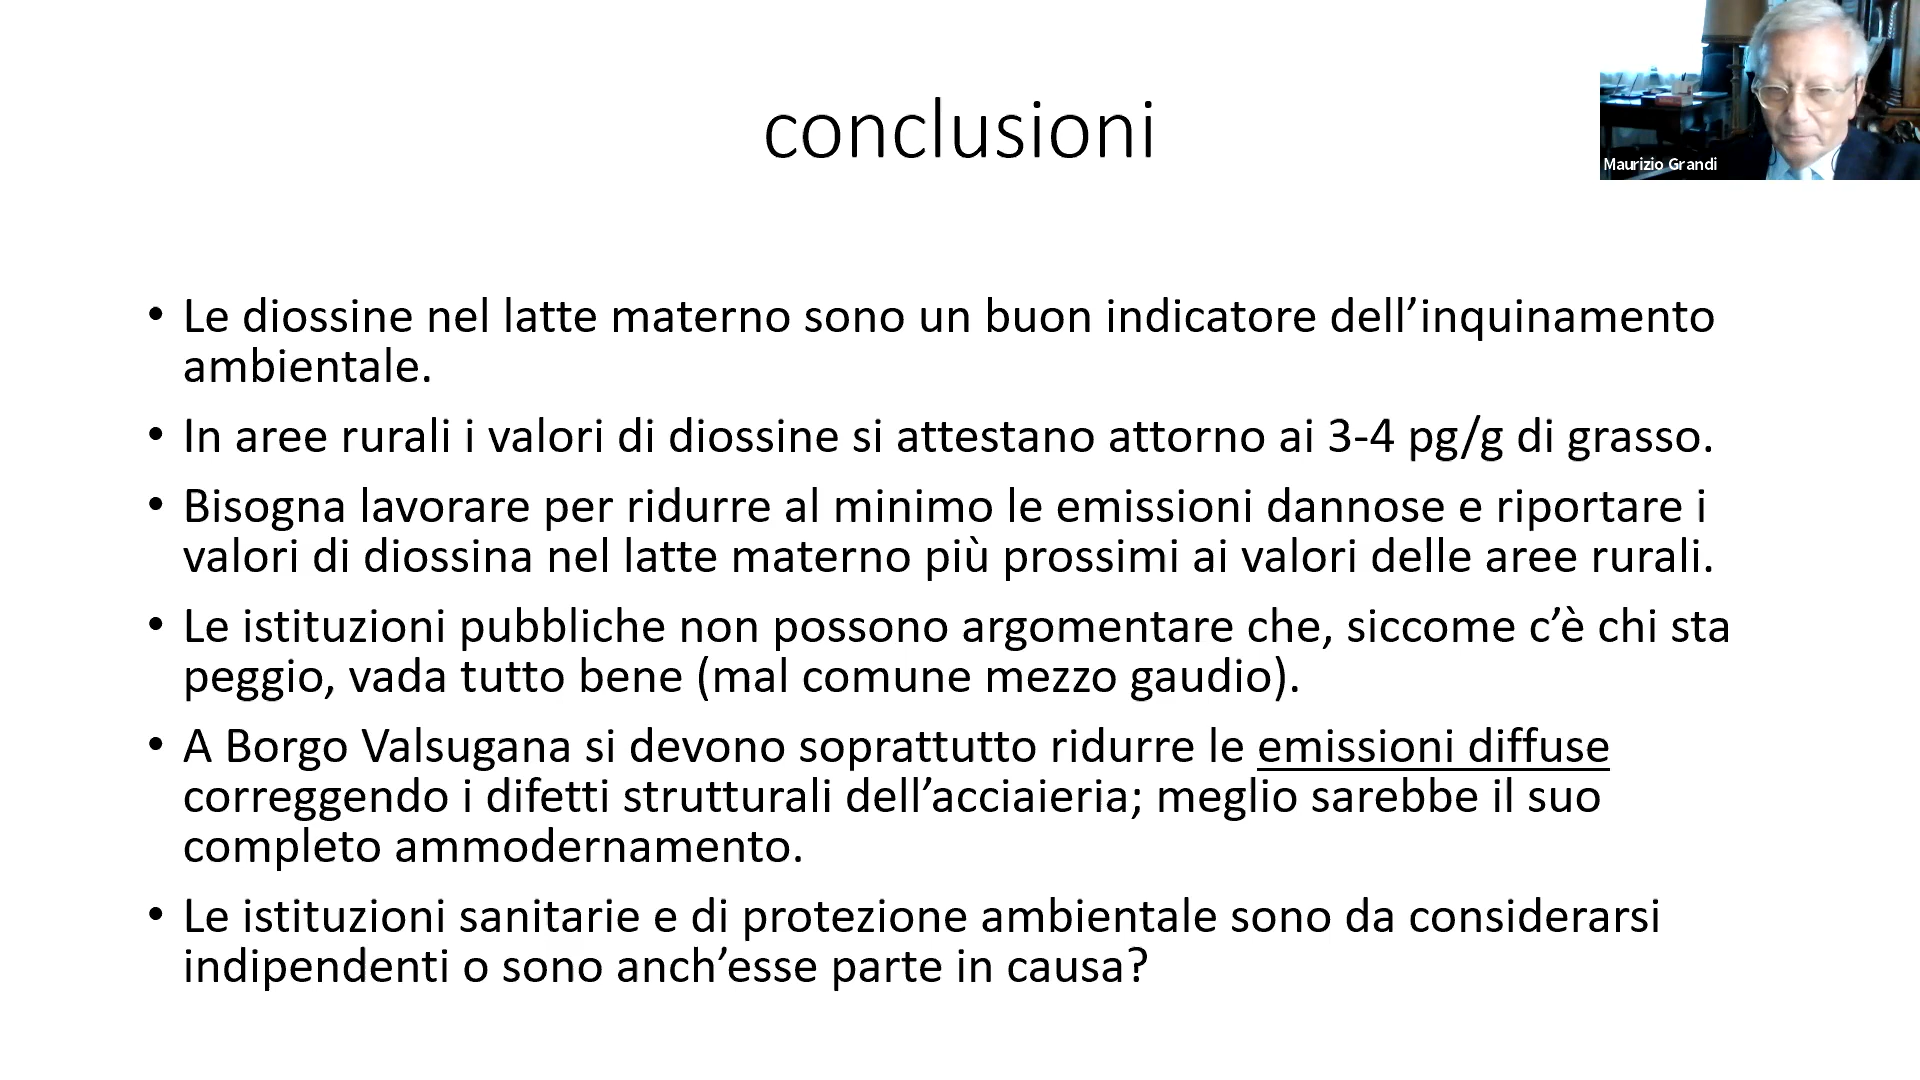 conclusioni
Maurizio Grandi
• Le diossine nel latte materno sono un buon indicatore dell’inquinamento
ambientale.
• In aree rurali i valori di diossine si attestano attorno ai 3-4 pg/g di grasso.
• Bisogna lavorare per ridurre al minimo le emissioni dannose e riportare i
valori di diossina nel latte materno più prossimi ai valori delle aree rurali.
• Le istituzioni pubbliche non possono argomentare che, siccome c’è chi sta
peggio, vada tutto bene (mal comune mezzo gaudio).
• A Borgo Valsugana si devono soprattutto ridurre le emissioni diffuse
correggendo i difetti strutturali dell’acciaieria; meglio sarebbe il suo
completo ammodernamento.
• Le istituzioni sanitarie e di protezione ambientale sono da considerarsi
indipendenti o sono anch’esse parte in causa?